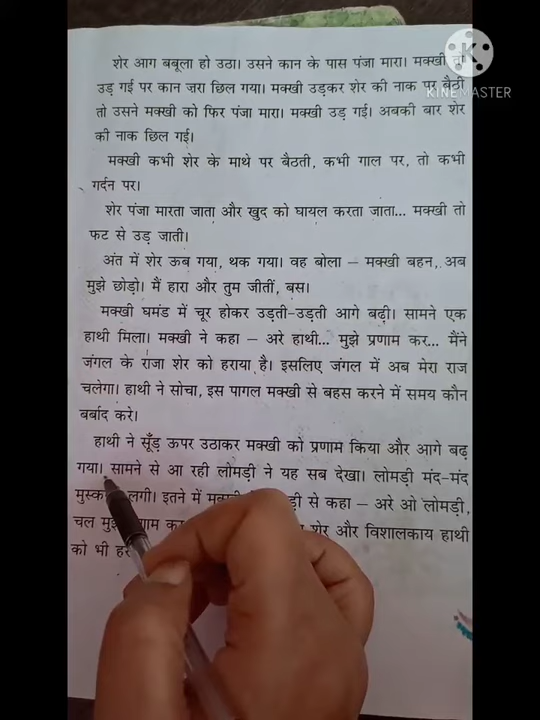 शेर आग बबूला हो उठा। उसने कान के पास पंजा मारा। मक्खी तो
उड़ गई पर कान जरा छिल गया। मक्खी उड़कर शेर की नाक पर बैठी
तो उसने मक्खी को फिर पंजा मारा। मक्खी उड़ गई। अबकी बार शेर
की नाक छिल गई।
मक्खी कभी शेर के माथे पर बैठती, कभी गाल पर, तो कभी
गर्दन पर।
शेर पंजा मारता जाता और खुद को घायल करता जाता... मक्खी तो
फट से उड़ जाती।
अंत में शेर ऊब गया, थक गया। वह बोला – मक्खी बहन, अब
मुझे छोड़ो। मैं हारा और तुम जीतीं, बस।
मक्खी घमंड में चूर होकर उड़ती-उड़ती आगे बढ़ी। सामने एक
हाथी मिला। मक्खी ने कहा – अरे हाथी... मुझे प्रणाम कर... मैंने
जंगल के राजा शेर को हराया है। इसलिए जंगल में अब मेरा राज
चलेगा। हाथी ने सोचा, इस पागल मक्खी से बहस करने में समय कौन
बर्बाद करे।
हाथी ने सूँड़ ऊपर उठाकर मक्खी को प्रणाम किया और आगे बढ़
गया। सामने से आ रही लोमड़ी ने यह सब देखा। लोमड़ी मंद-मंद
लगी। इतने में से कहा – अरे ओ लोमड़ी,
चल शेर और विशालकाय हाथी
को भी
KINEMASTER